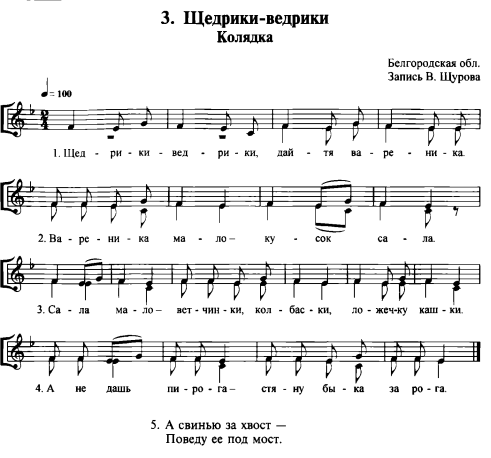 3. Щедрики-ведрики
Колядка
Белгородская обл.
Запись В. Щурова
♩ = 100
2/4
1. Щед - ри - ки - вед - ри - ки, дай - тя ва - ре - ни - ка.
2. Ва - ре - ни - ка ма - ло — ку - сок са - ла.
3. Са - ла ма - ло — вет - чин - ки, кол - бас - ки, ло - жеч - ку кашки.
4. А не дашь пи - ро - га — стя - ну бы - ка за ро - га.
5. А свинью за хвост —
Поведу ее под мост.